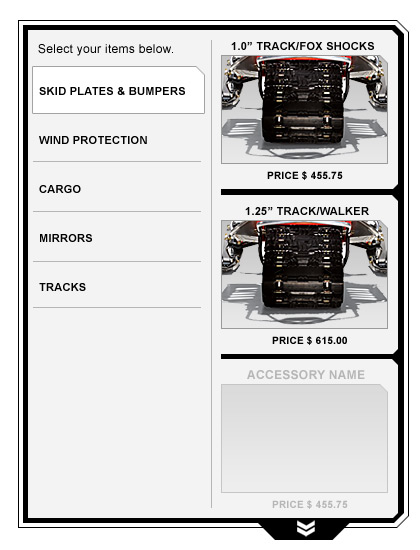 Select your items below.
SKID PLATES & BUMPERS
WIND PROTECTION
CARGO
MIRRORS
TRACKS
1.0” TRACK/FOX SHOCKS
PRICE $ 455.75
1.25” TRACK/WALKER
PRICE $ 615.00
ACCESSORY NAME
PRICE $ 455.75